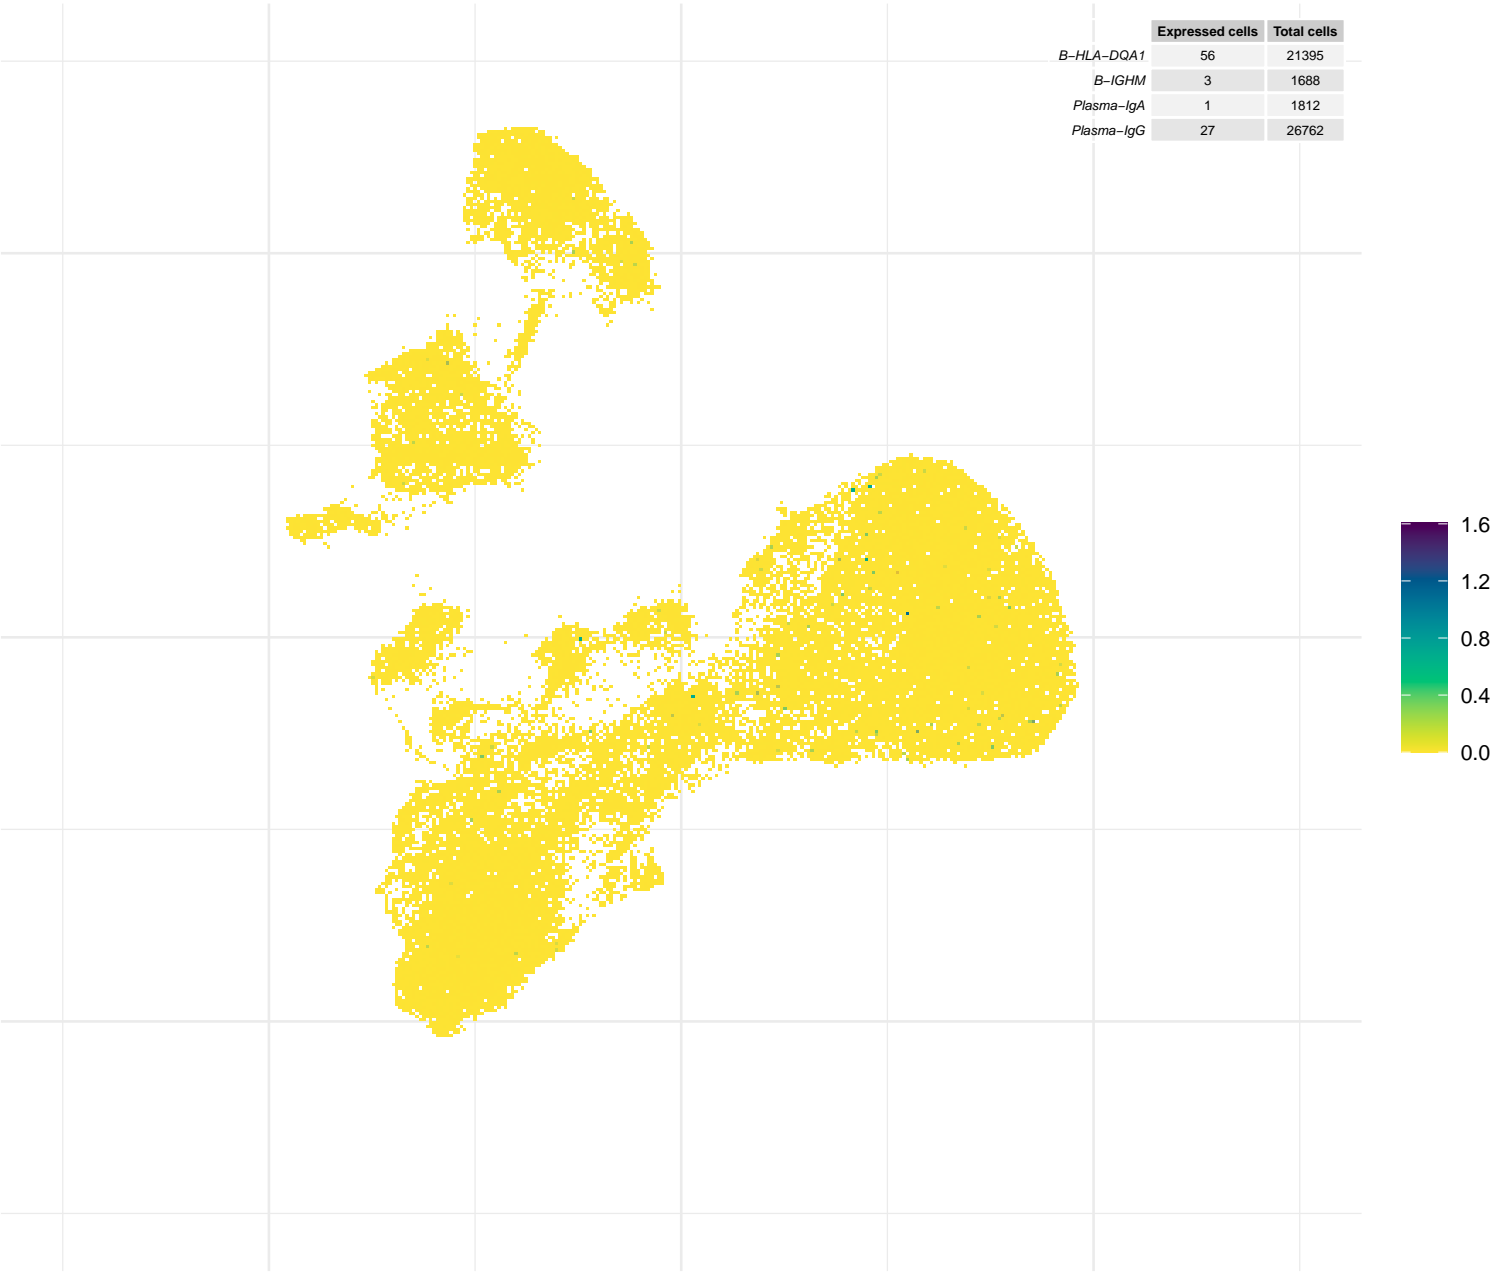 Expressed cells Total cells
B−HLA−DQA1 56 21395
B−IGHM 3 1688
Plasma−IgA 1 1812
Plasma−IgG 27 26762
1.6
1.2
0.8
0.4
0.0